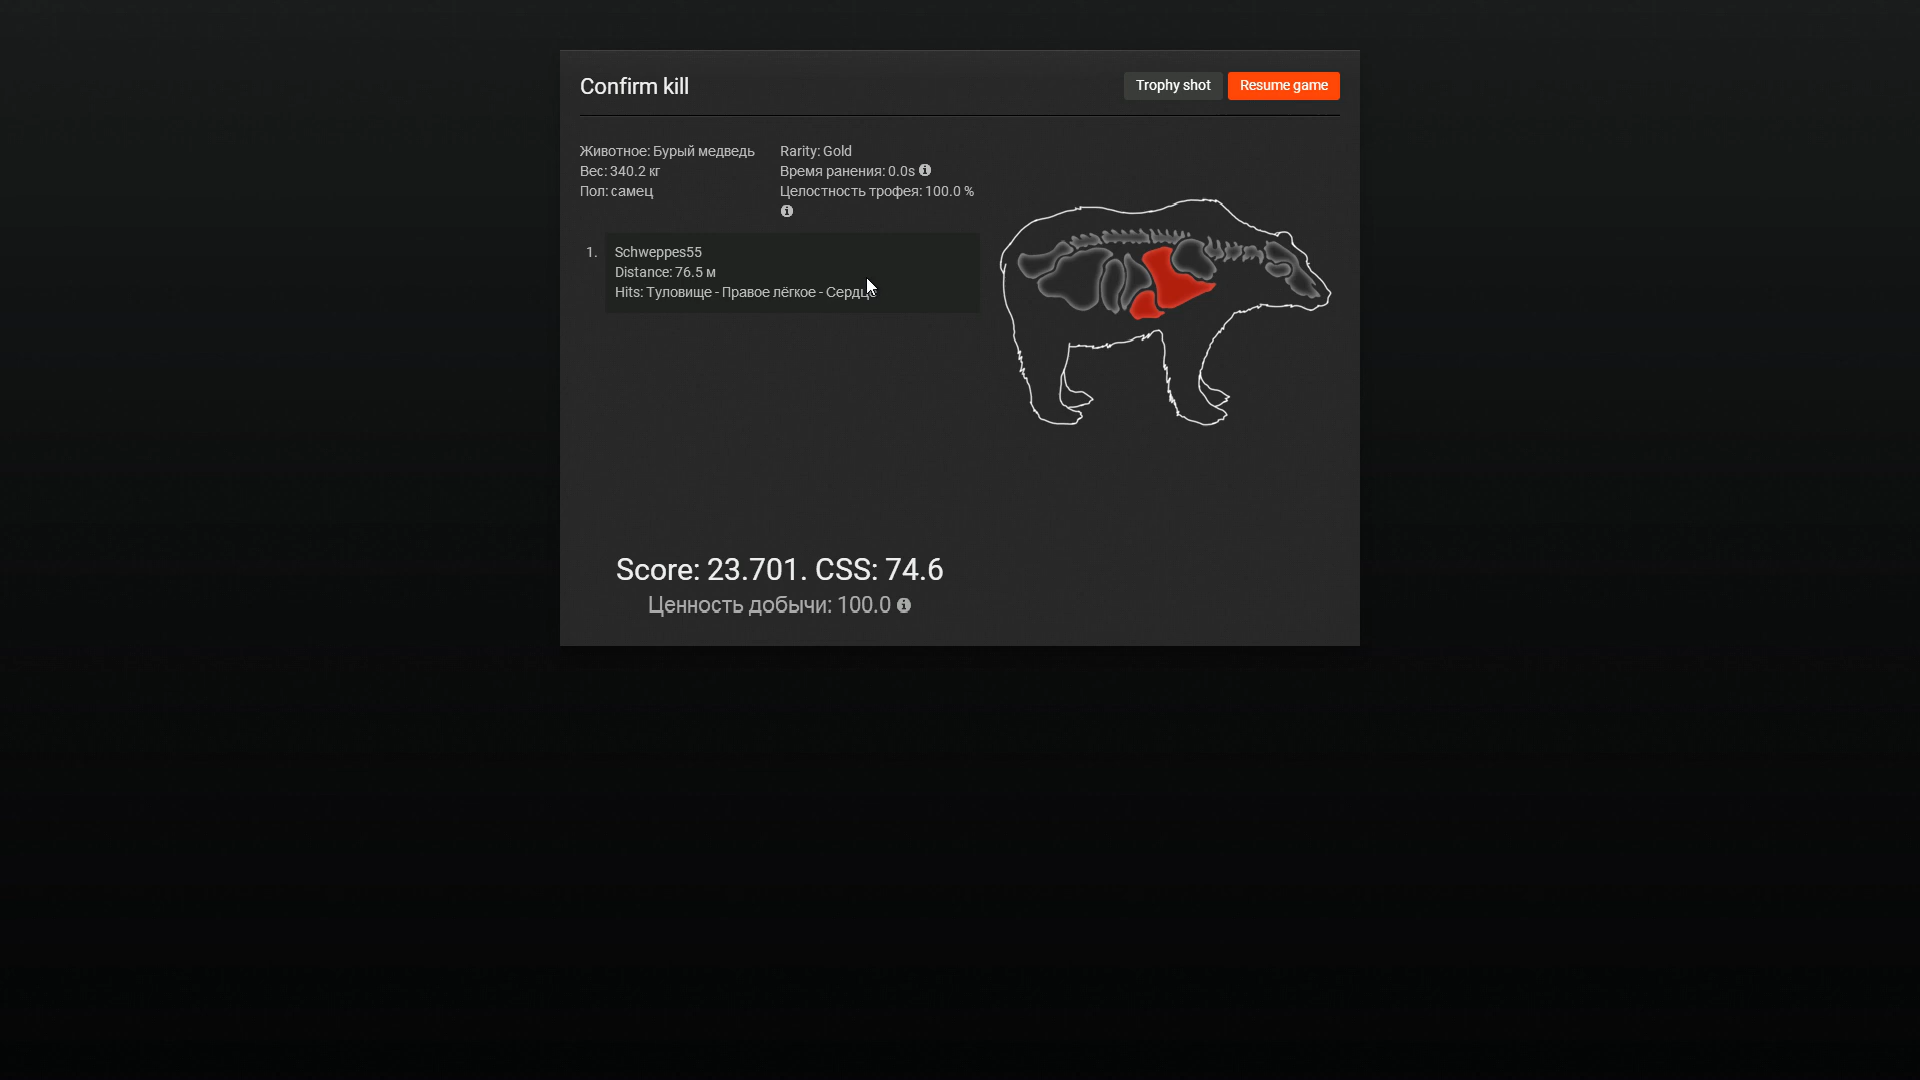 Confirm kill
Trophy shot
Resume game
Животное: Бурый медведь
Вес: 340.2 кг
Пол: самец
Rarity: Gold
Время ранения: 0.0s
Целостность трофея: 100.0 %
1.
Schweppes55
Distance: 76.5 м
Hits: Туловище - Правое лёгкое - Сердце
Score: 23.701. CSS: 74.6
Ценность добычи: 100.0